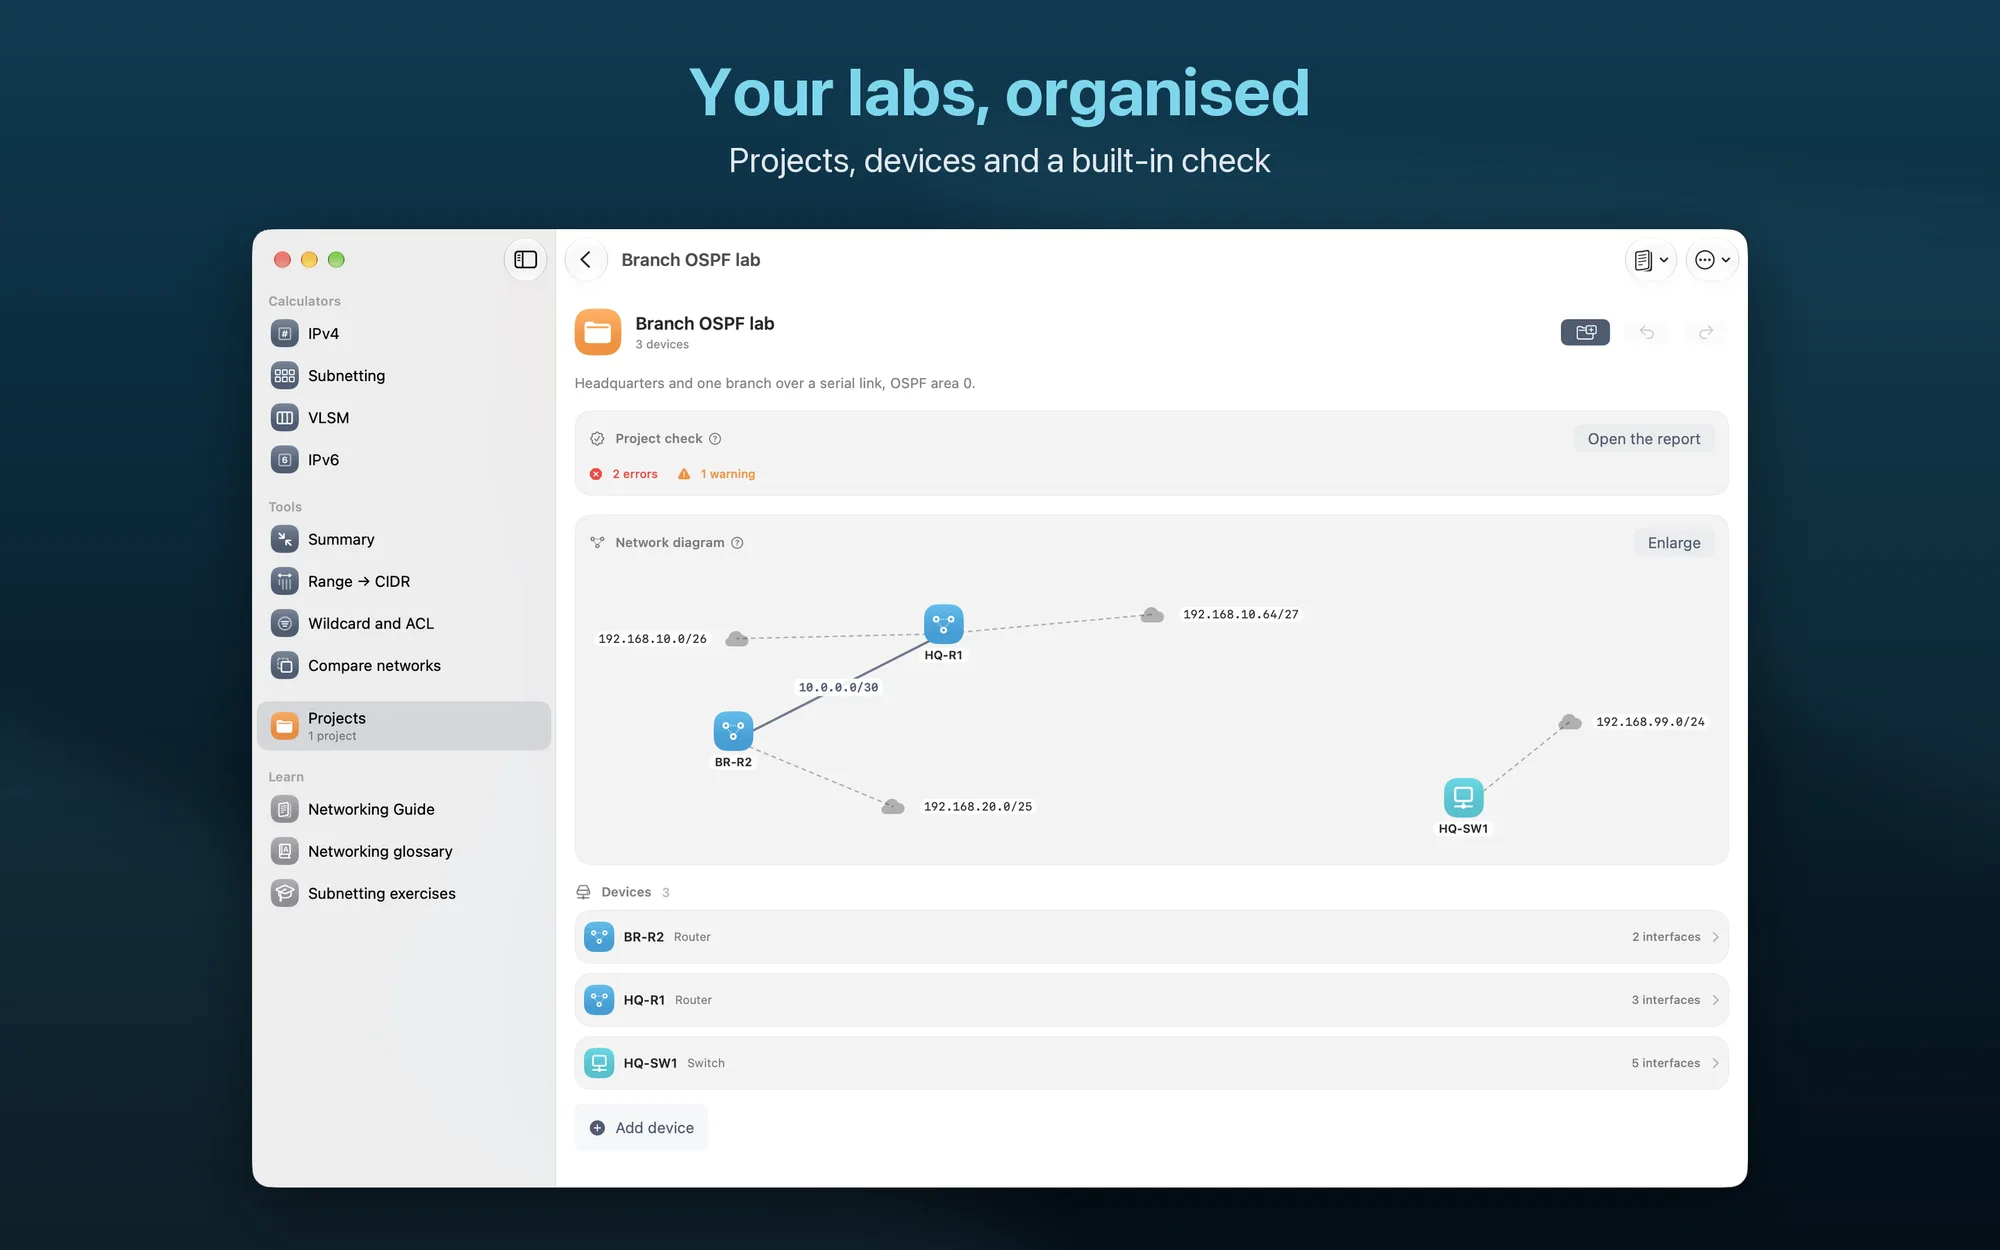 Your labs, organised
Projects, devices and a built-in check
Calculators
IPv4
Subnetting
VLSM
IPv6
Tools
Summary
Range → CIDR
Wildcard and ACL
Compare networks
Projects
1 project
Learn
Networking Guide
Networking glossary
Subnetting exercises
Branch OSPF lab
Branch OSPF lab
3 devices
Headquarters and one branch over a serial link, OSPF area 0.
Project check
Open the report
2 errors
1 warning
Network diagram
Enlarge
192.168.10.64/27
192.168.10.0/26
HQ-R1
10.0.0.0/30
192.168.99.0/24
BR-R2
192.168.20.0/25
HQ-SW1
Devices 3
BR-R2 Router 2 interfaces
HQ-R1 Router 3 interfaces
HQ-SW1 Switch 5 interfaces
Add device